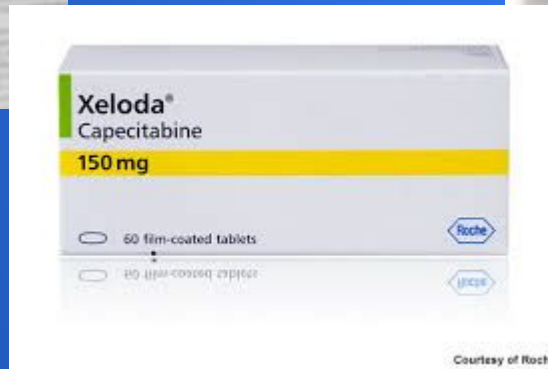 Xeloda®
Capecitabine
150 mg
60 film-coated tablets
Roche
60 film-coated tablets
Roche
Courtesy of Roch